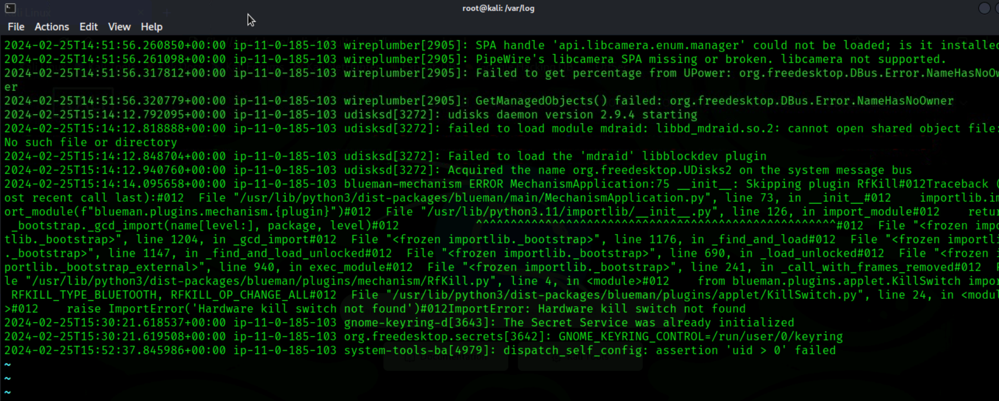 root@kali: /var/log
File Actions Edit View Help
2024-02-25T14:51:56.260850+00:00 ip-11-0-185-103 wireplumber[2905]: SPA handle 'api.libcamera.enum.manager' could not be loaded; is it installed
2024-02-25T14:51:56.261098+00:00 ip-11-0-185-103 wireplumber[2905]: PipeWire's libcamera SPA missing or broken. libcamera not supported.
2024-02-25T14:51:56.317812+00:00 ip-11-0-185-103 wireplumber[2905]: Failed to get percentage from UPower: org.freedesktop.DBus.Error.NameHasNoOw
er
2024-02-25T14:51:56.320779+00:00 ip-11-0-185-103 wireplumber[2905]: GetManagedObjects() failed: org.freedesktop.DBus.Error.NameHasNoOwner
2024-02-25T15:14:12.792095+00:00 ip-11-0-185-103 udisksd[3272]: udisks daemon version 2.9.4 starting
2024-02-25T15:14:12.818888+00:00 ip-11-0-185-103 udisksd[3272]: failed to load module mdraid: libbd_mdraid.so.2: cannot open shared object file:
No such file or directory
2024-02-25T15:14:12.848704+00:00 ip-11-0-185-103 udisksd[3272]: Failed to load the 'mdraid' libblockdev plugin
2024-02-25T15:14:12.940760+00:00 ip-11-0-185-103 udisksd[3272]: Acquired the name org.freedesktop.UDisks2 on the system message bus
2024-02-25T15:14:14.095658+00:00 ip-11-0-185-103 blueman-mechanism ERROR MechanismApplication:75 __init__: Skipping plugin RfKill#012Traceback (
ost recent call last):#012  File "/usr/lib/python3/dist-packages/blueman/main/MechanismApplication.py", line 73, in __init__#012    importlib.im
ort_module(f"blueman.plugins.mechanism.{plugin}")#012  File "/usr/lib/python3.11/importlib/__init__.py", line 126, in import_module#012    retur
 _bootstrap._gcd_import(name[level:], package, level)#012           ^^^^^^^^^^^^^^^^^^^^^^^^^^^^^^^^^^^^^^^^^^^^^^^^^^^^#012  File "<frozen impo
tlib._bootstrap>", line 1204, in _gcd_import#012  File "<frozen importlib._bootstrap>", line 1176, in _find_and_load#012  File "<frozen importli
._bootstrap>", line 1147, in _find_and_load_unlocked#012  File "<frozen importlib._bootstrap>", line 690, in _load_unlocked#012  File "<frozen i
portlib._bootstrap_external>", line 940, in exec_module#012  File "<frozen importlib._bootstrap>", line 241, in _call_with_frames_removed#012  F
le "/usr/lib/python3/dist-packages/blueman/plugins/mechanism/RfKill.py", line 4, in <module>#012    from blueman.plugins.applet.KillSwitch impor
 RFKILL_TYPE_BLUETOOTH, RFKILL_OP_CHANGE_ALL#012  File "/usr/lib/python3/dist-packages/blueman/plugins/applet/KillSwitch.py", line 24, in <modul
>#012    raise ImportError('Hardware kill switch not found')#012ImportError: Hardware kill switch not found
2024-02-25T15:30:21.618537+00:00 ip-11-0-185-103 gnome-keyring-d[3643]: The Secret Service was already initialized
2024-02-25T15:30:21.619508+00:00 ip-11-0-185-103 org.freedesktop.secrets[3642]: GNOME_KEYRING_CONTROL=/run/user/0/keyring
2024-02-25T15:52:37.845986+00:00 ip-11-0-185-103 system-tools-ba[4979]: dispatch_self_config: assertion 'uid > 0' failed
~
~
~